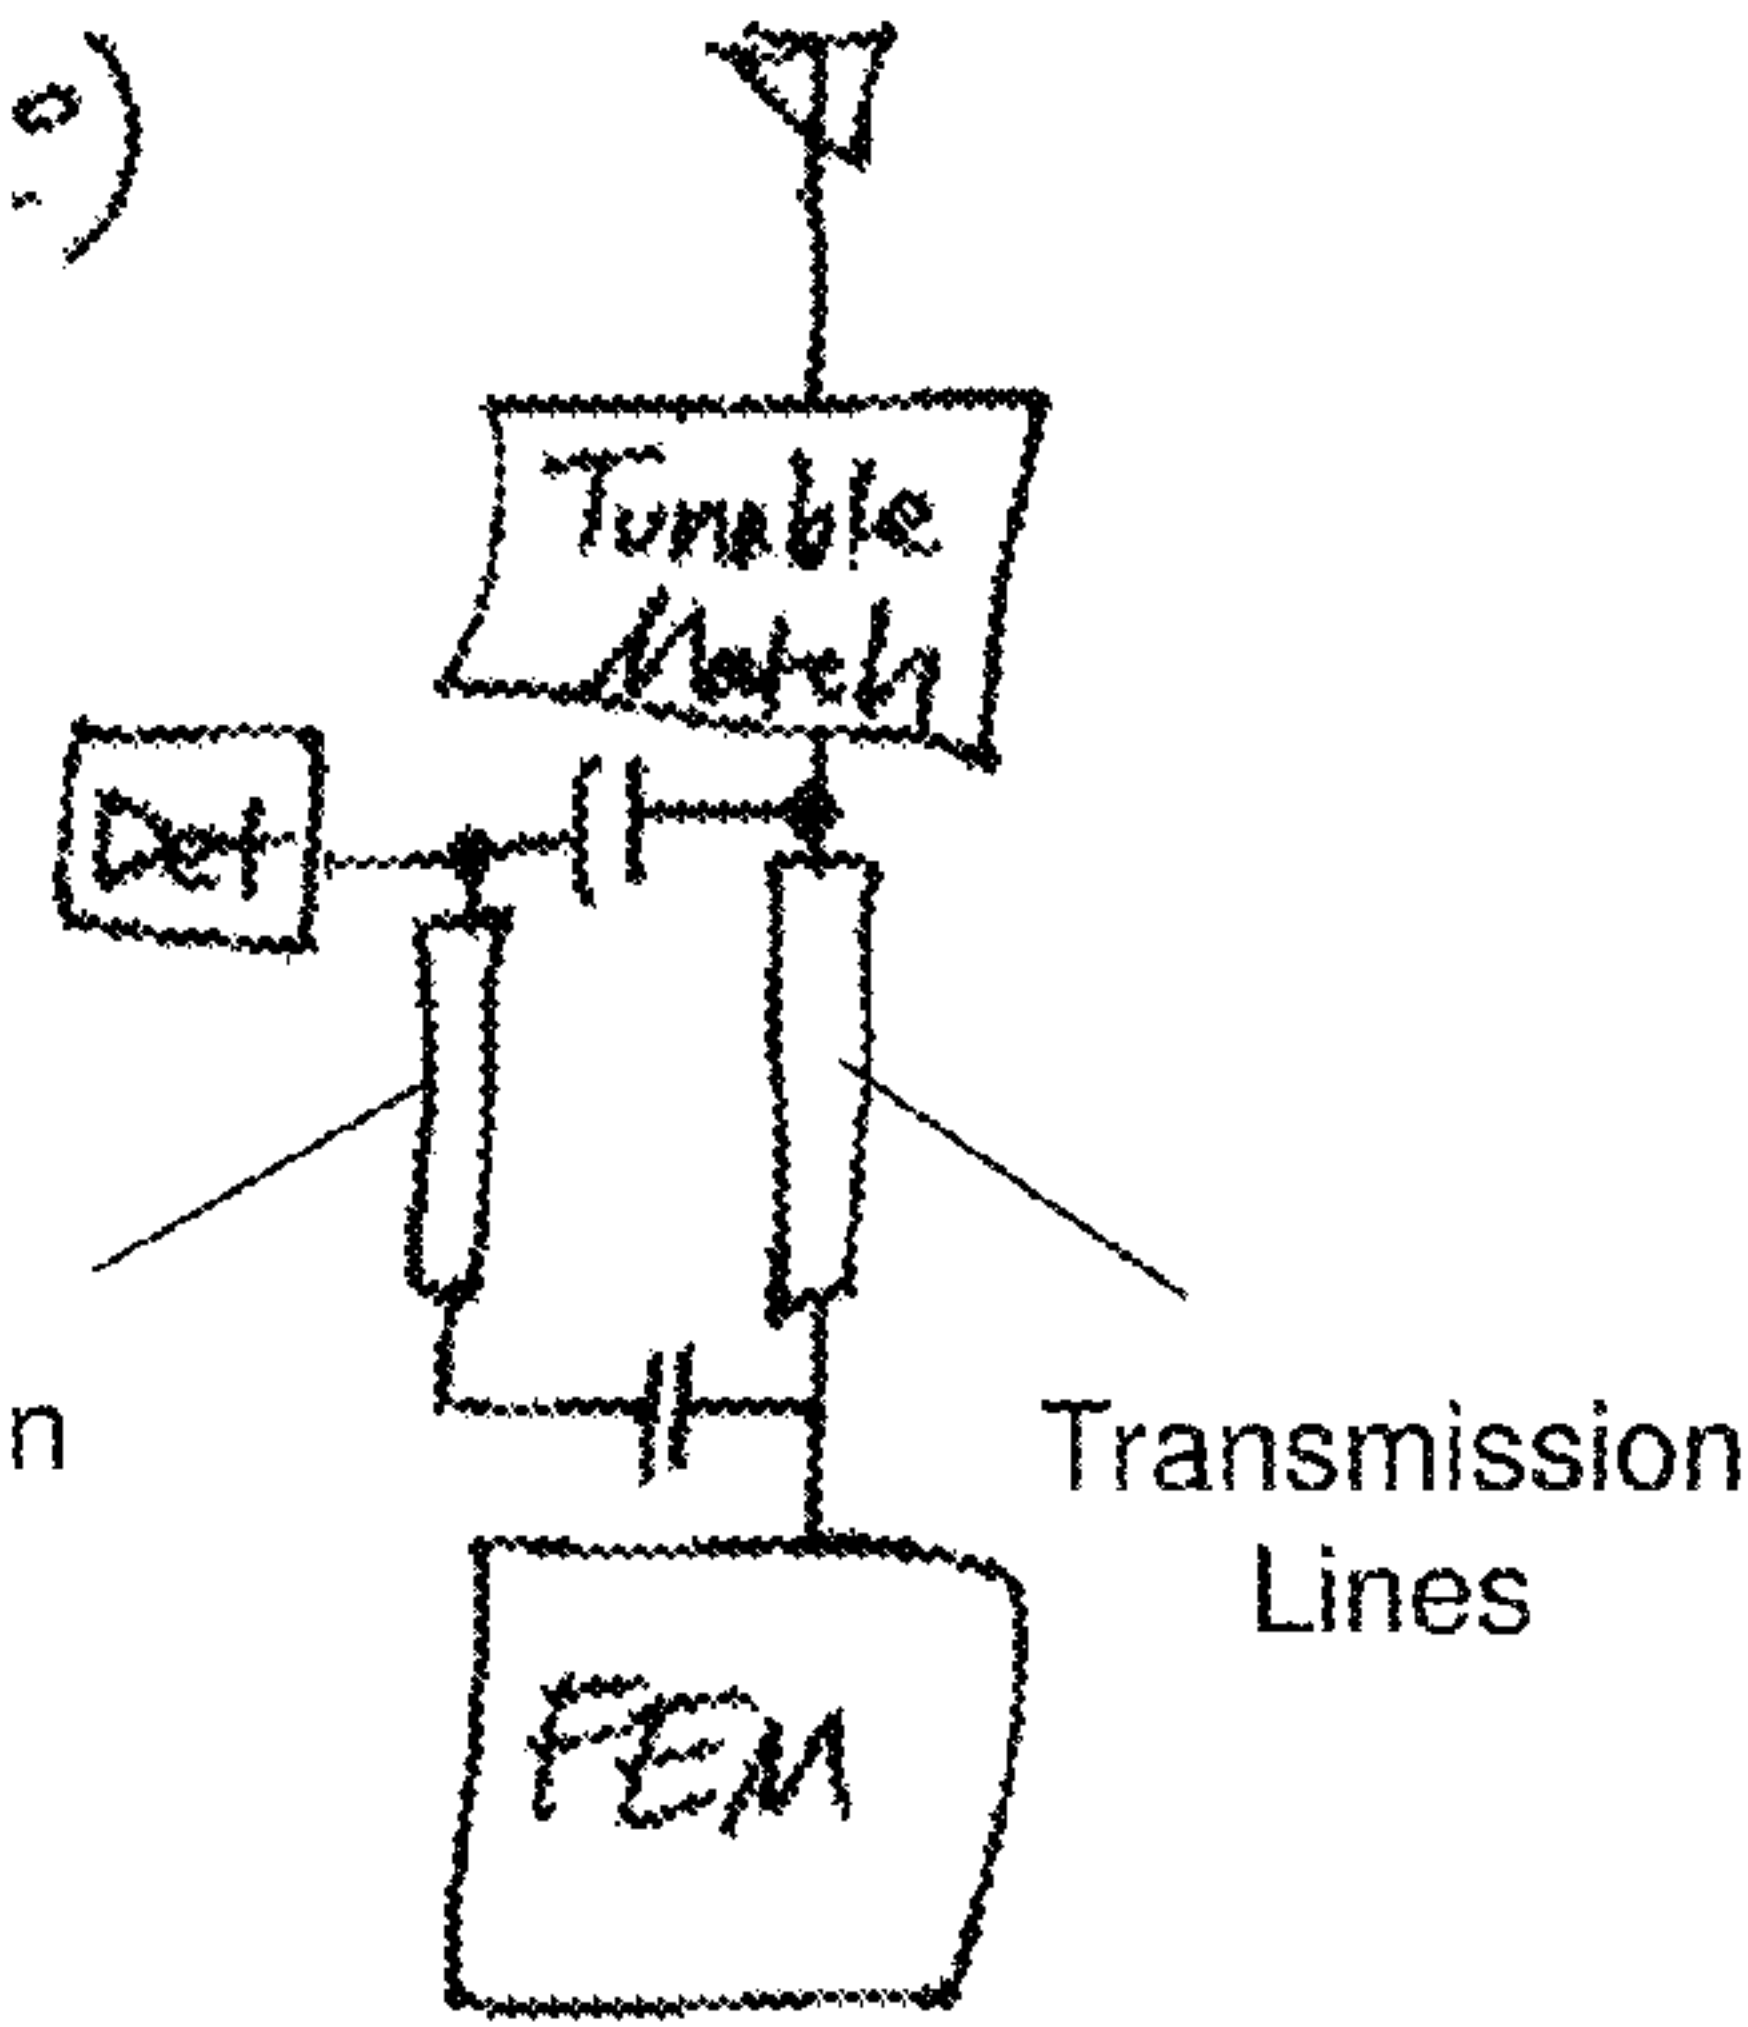 Tunable
Match
Det
n
Transmission
Lines
FEM